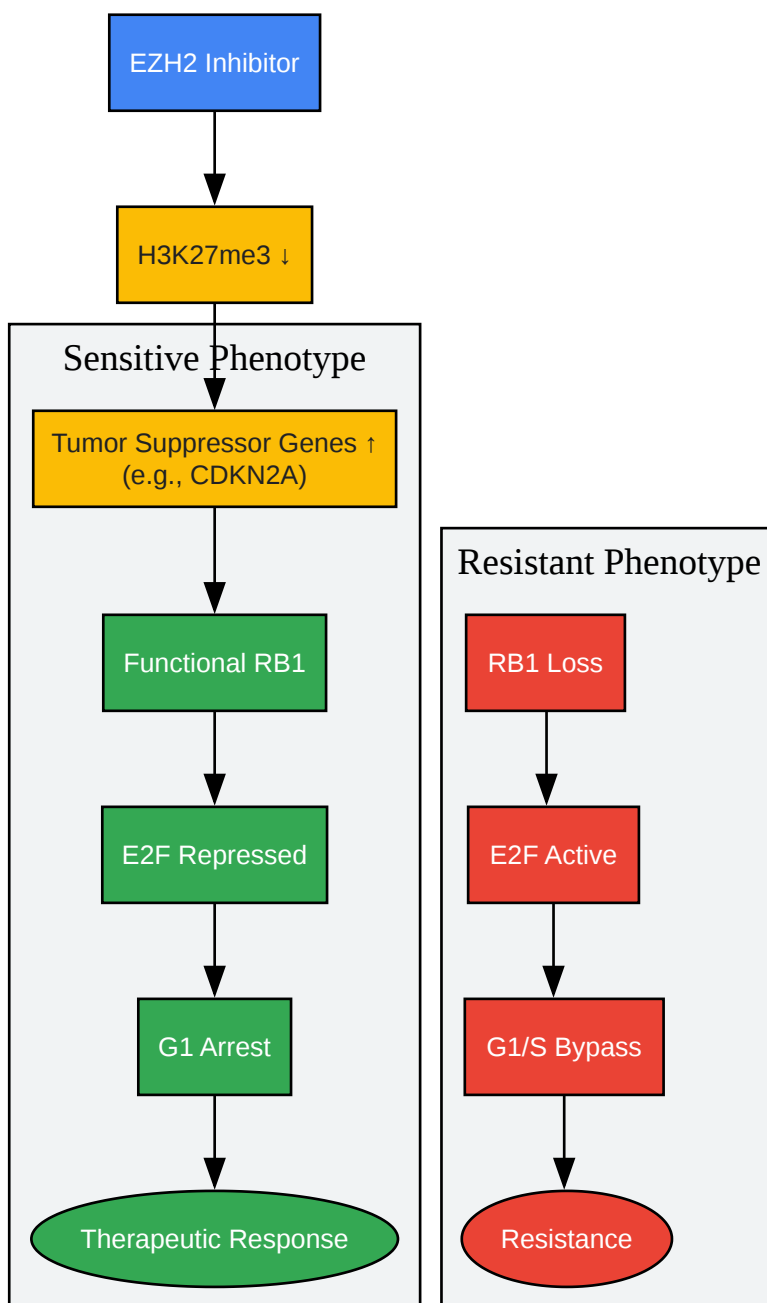 EZH2 Inhibitor
H3K27me3 ↓
Sensitive Phenotype
Tumor Suppressor Genes ↑
(e.g., CDKN2A)
Functional RB1
E2F Repressed
G1 Arrest
Therapeutic Response
Resistant Phenotype
RB1 Loss
E2F Active
G1/S Bypass
Resistance